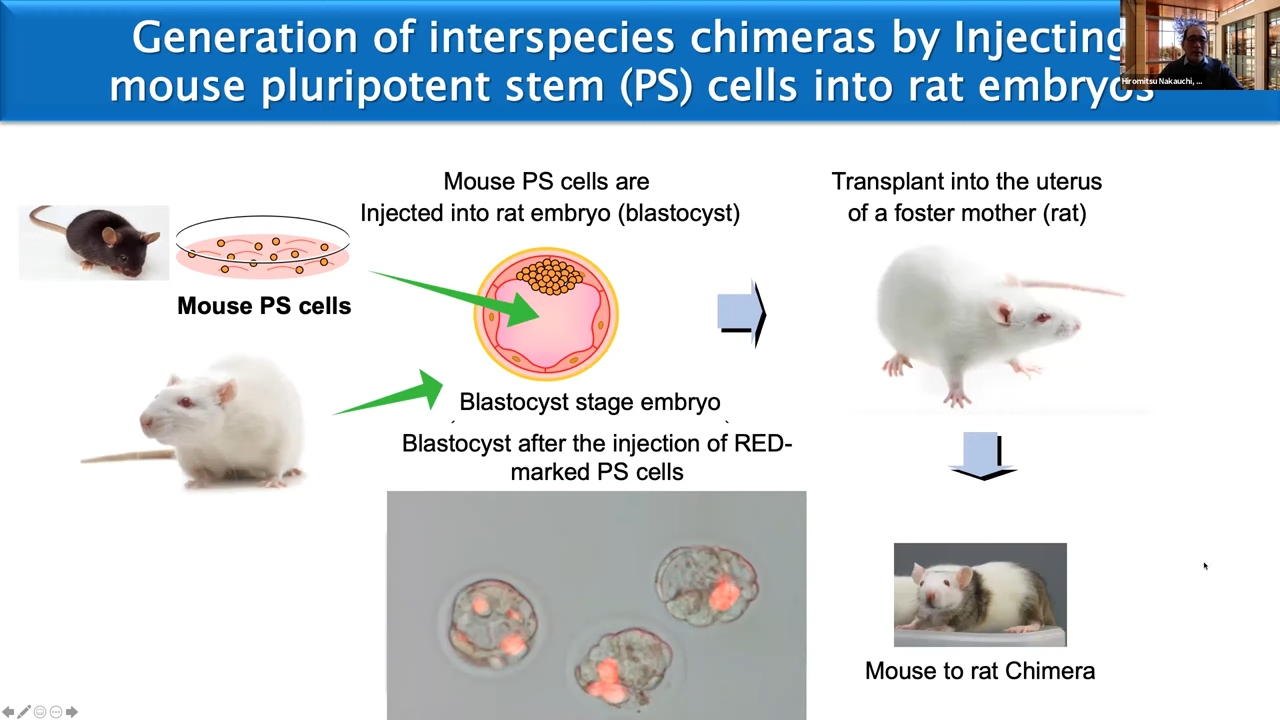 Generation of interspecies chimeras by Injecting
mouse pluripotent stem (PS) cells into rat embryos
Hiromitsu Nakauchi, ...
Mouse PS cells are
Injected into rat embryo (blastocyst)
Transplant into the uterus
of a foster mother (rat)
Mouse PS cells
Blastocyst stage embryo
Blastocyst after the injection of RED-
marked PS cells
Mouse to rat Chimera